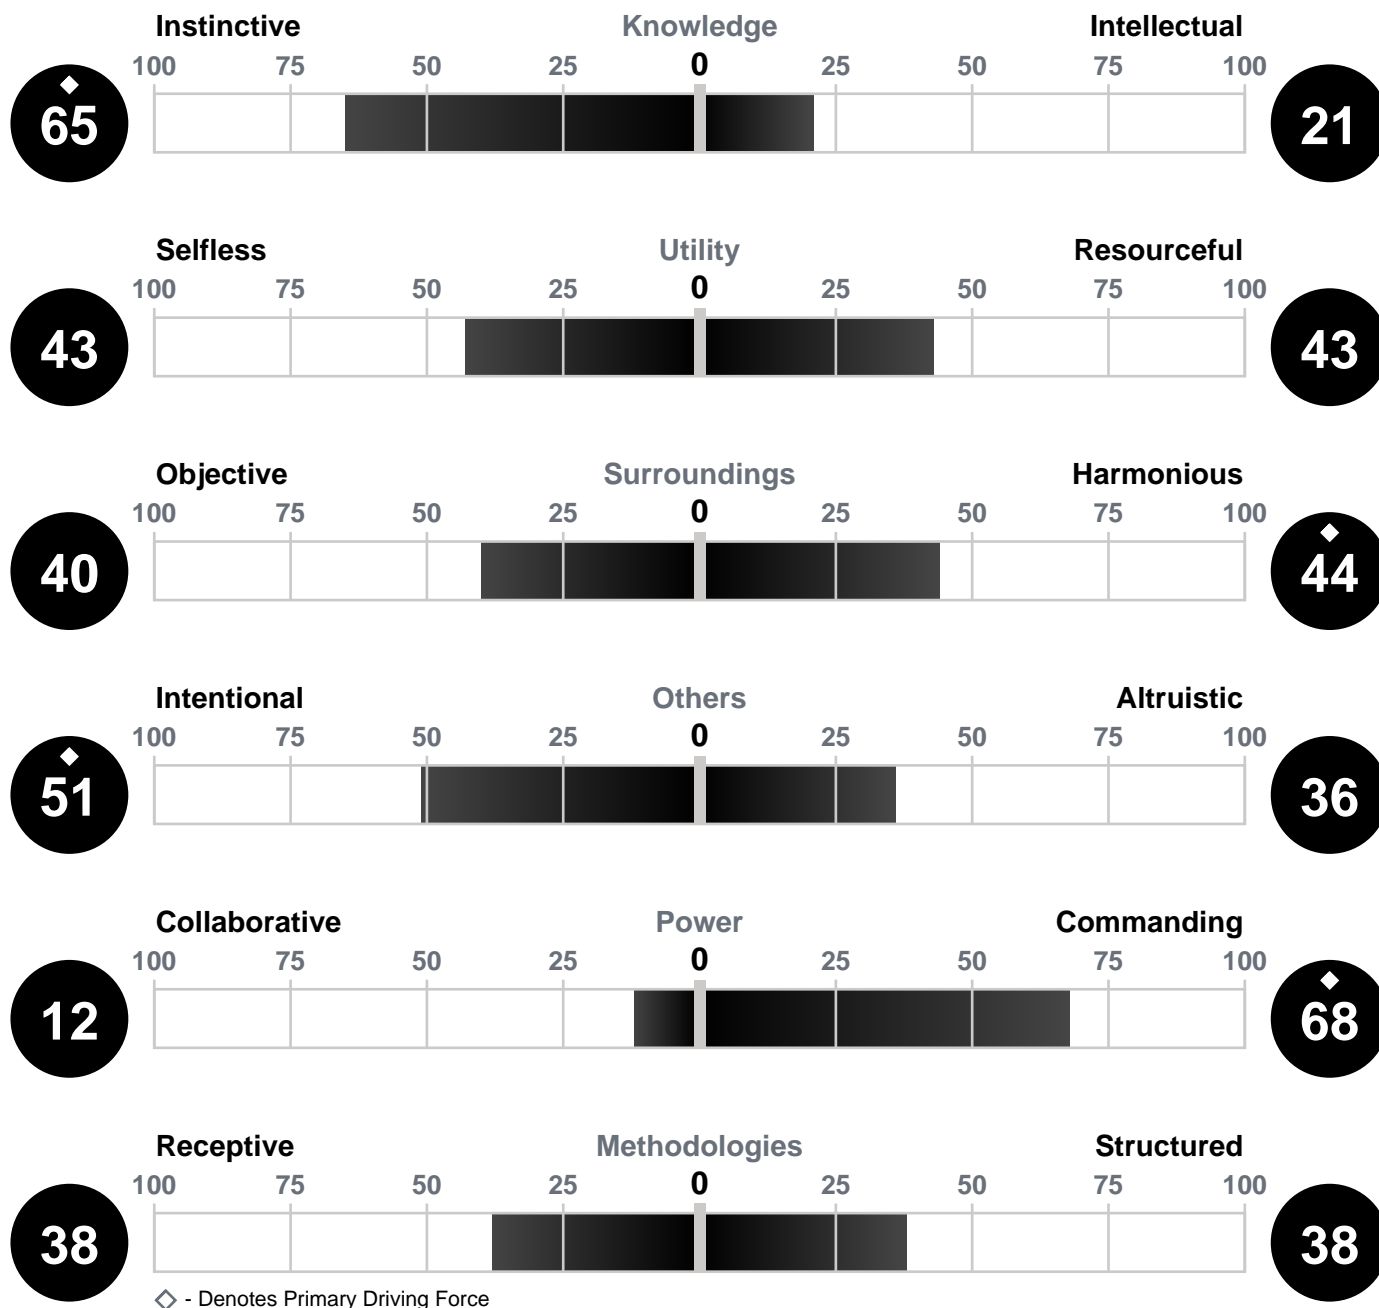 Instinctive Knowledge Intellectual
100 75 50 25 0 25 50 75 100
65 21
Selfless Utility Resourceful
100 75 50 25 0 25 50 75 100
43 43
Objective Surroundings Harmonious
100 75 50 25 0 25 50 75 100
40 44
Intentional Others Altruistic
100 75 50 25 0 25 50 75 100
51 36
Collaborative Power Commanding
100 75 50 25 0 25 50 75 100
12 68
Receptive Methodologies Structured
100 75 50 25 0 25 50 75 100
38 38
- Denotes Primary Driving Force